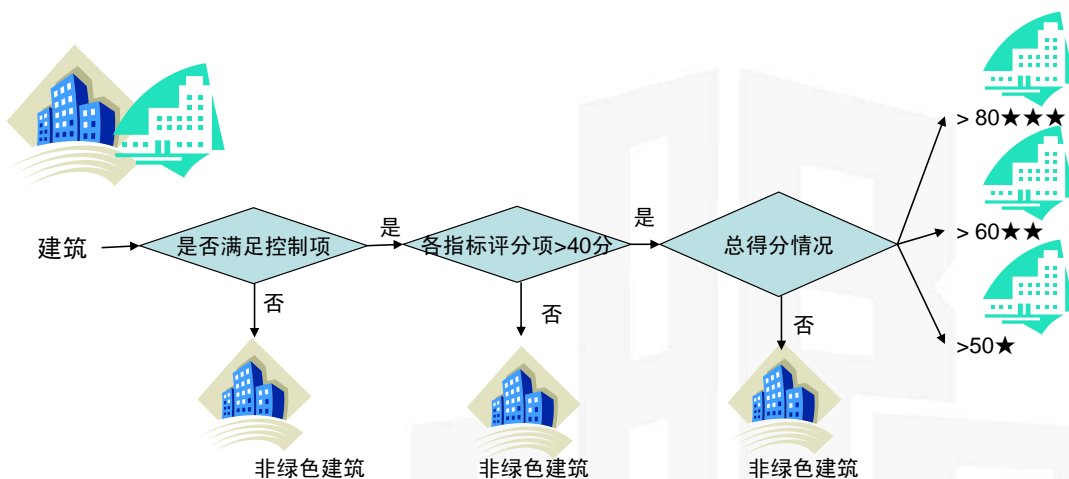 > 80★★★
建筑
是否满足控制项
是
各指标评分项>40分
是
总得分情况
> 60★★
否
否
否
>50★
非绿色建筑
非绿色建筑
非绿色建筑